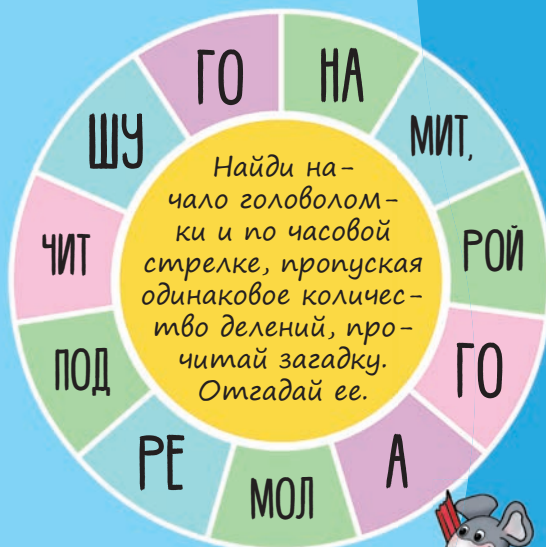 ГО
НА
МИТ,
РОЙ
ГО
А
МОЛ
РЕ
ПОД
ЧИТ
ШУ
Найди на-
чало головолом-
ки и по часовой
стрелке, пропуская
одинаковое количес-
тво делений, про-
читай загадку.
Отгадай ее.